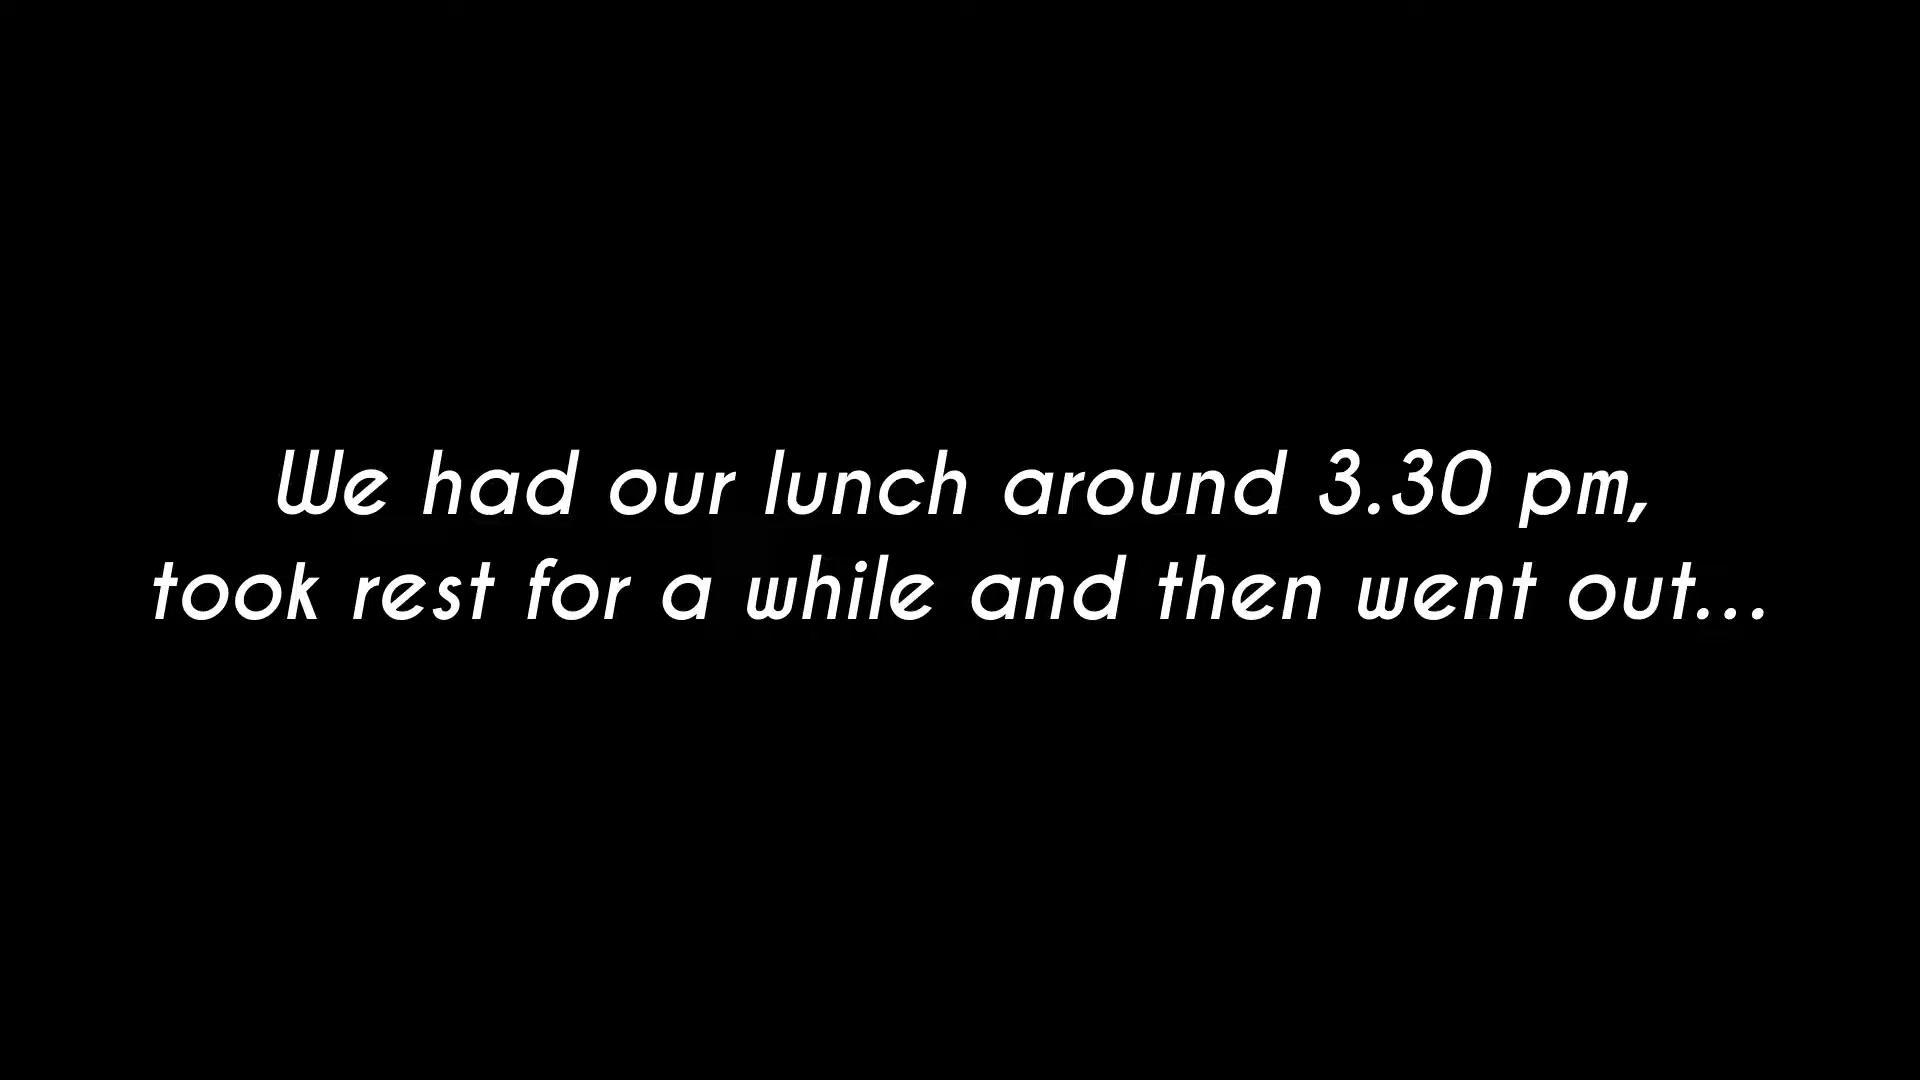 We had our lunch around 3.30 pm,
took rest for a while and then went out...